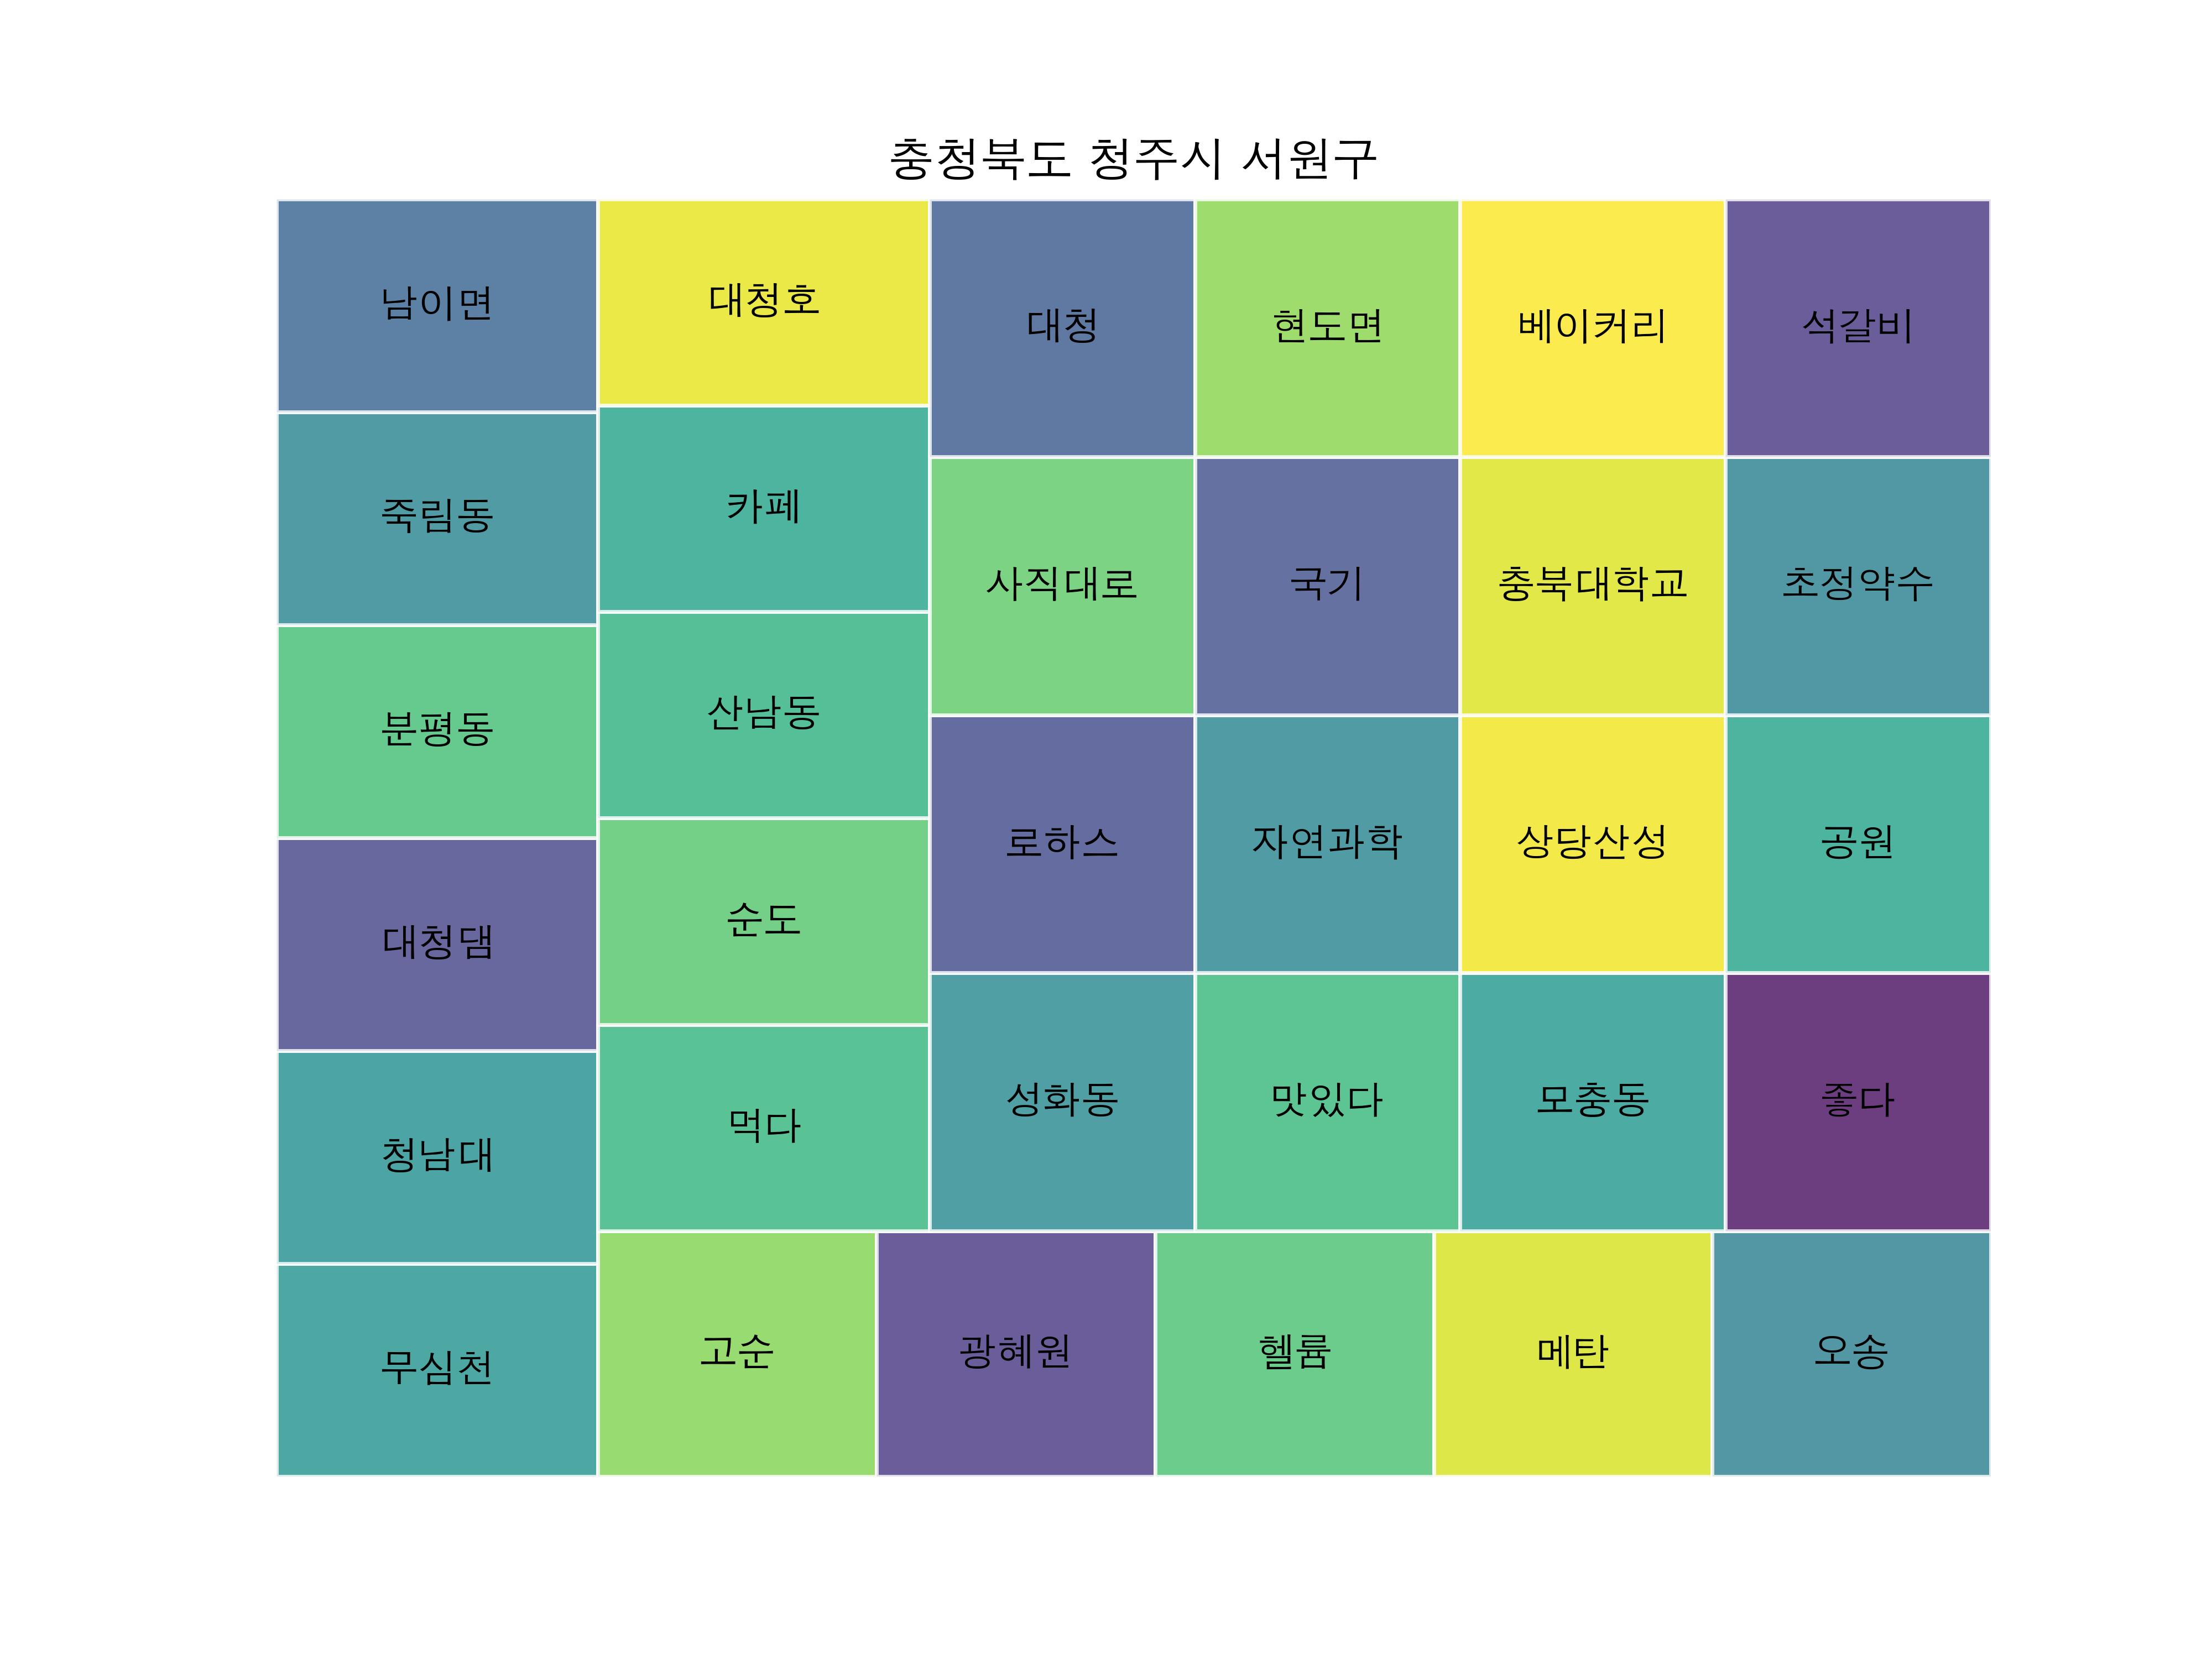 충청북도 청주시 서원구
남이면
대청호
대청
현도면
베이커리
석갈비
죽림동
카페
사직대로
국기
충북대학교
초정약수
분평동
산남동
로하스
자연과학
상당산성
공원
대청댐
순도
성화동
맛있다
모충동
좋다
청남대
먹다
무심천
고순
광혜원
헬륨
메탄
오송